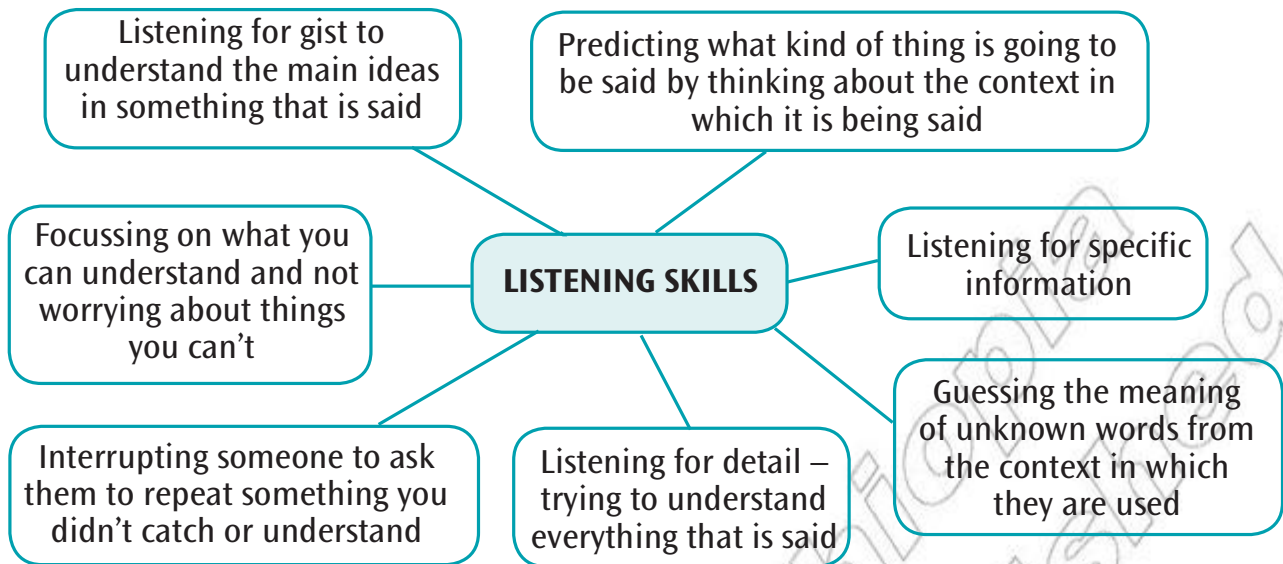 Listening for gist to
understand the main ideas
in something that is said
Predicting what kind of thing is going to
be said by thinking about the context in
which it is being said
Focussing on what you
can understand and not
worrying about things
you can't
LISTENING SKILLS
Listening for specific
information
Interrupting someone to ask
them to repeat something you
didn't catch or understand
Listening for detail –
trying to understand
everything that is said
Guessing the meaning
of unknown words from
the context in which
they are used